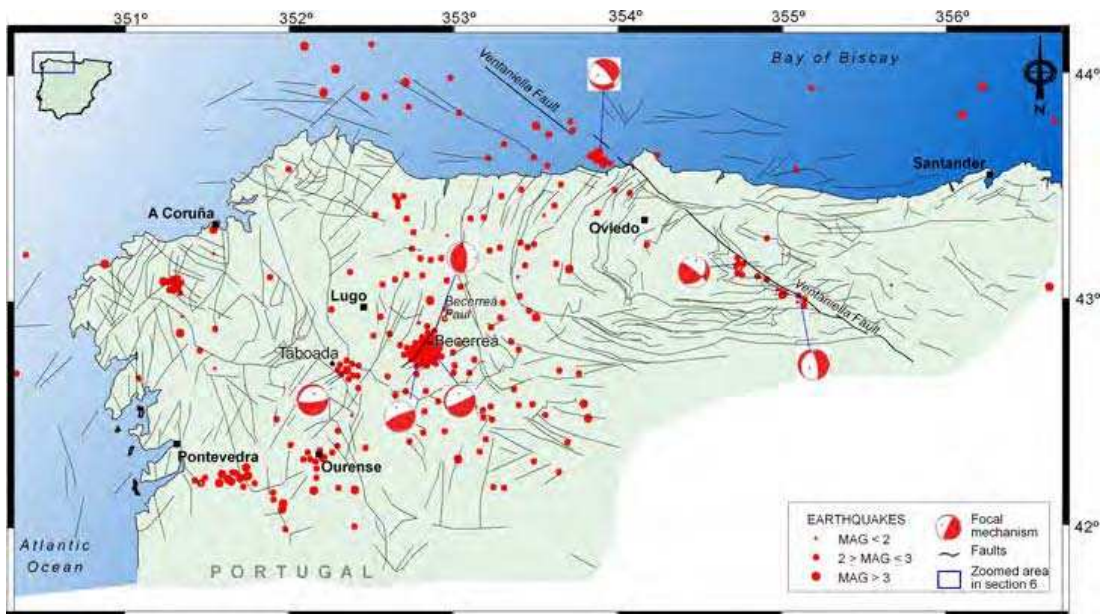 351°
352°
353°
354°
355°
356°
Ventaniella Fault
Bay of Biscay
44°
N
Santander
A Coruña
Oviedo
Lugo
Becerreá
Fault
Ventaniella Fault
43°
Becerreá
Taboada
Pontevedra
Ourense
42°
Atlantic
Ocean
PORTUGAL
EARTHQUAKES
MAG < 2
2 > MAG ≤ 3
MAG > 3
Focal
mechanism
Faults
Zoomed area
in section 6